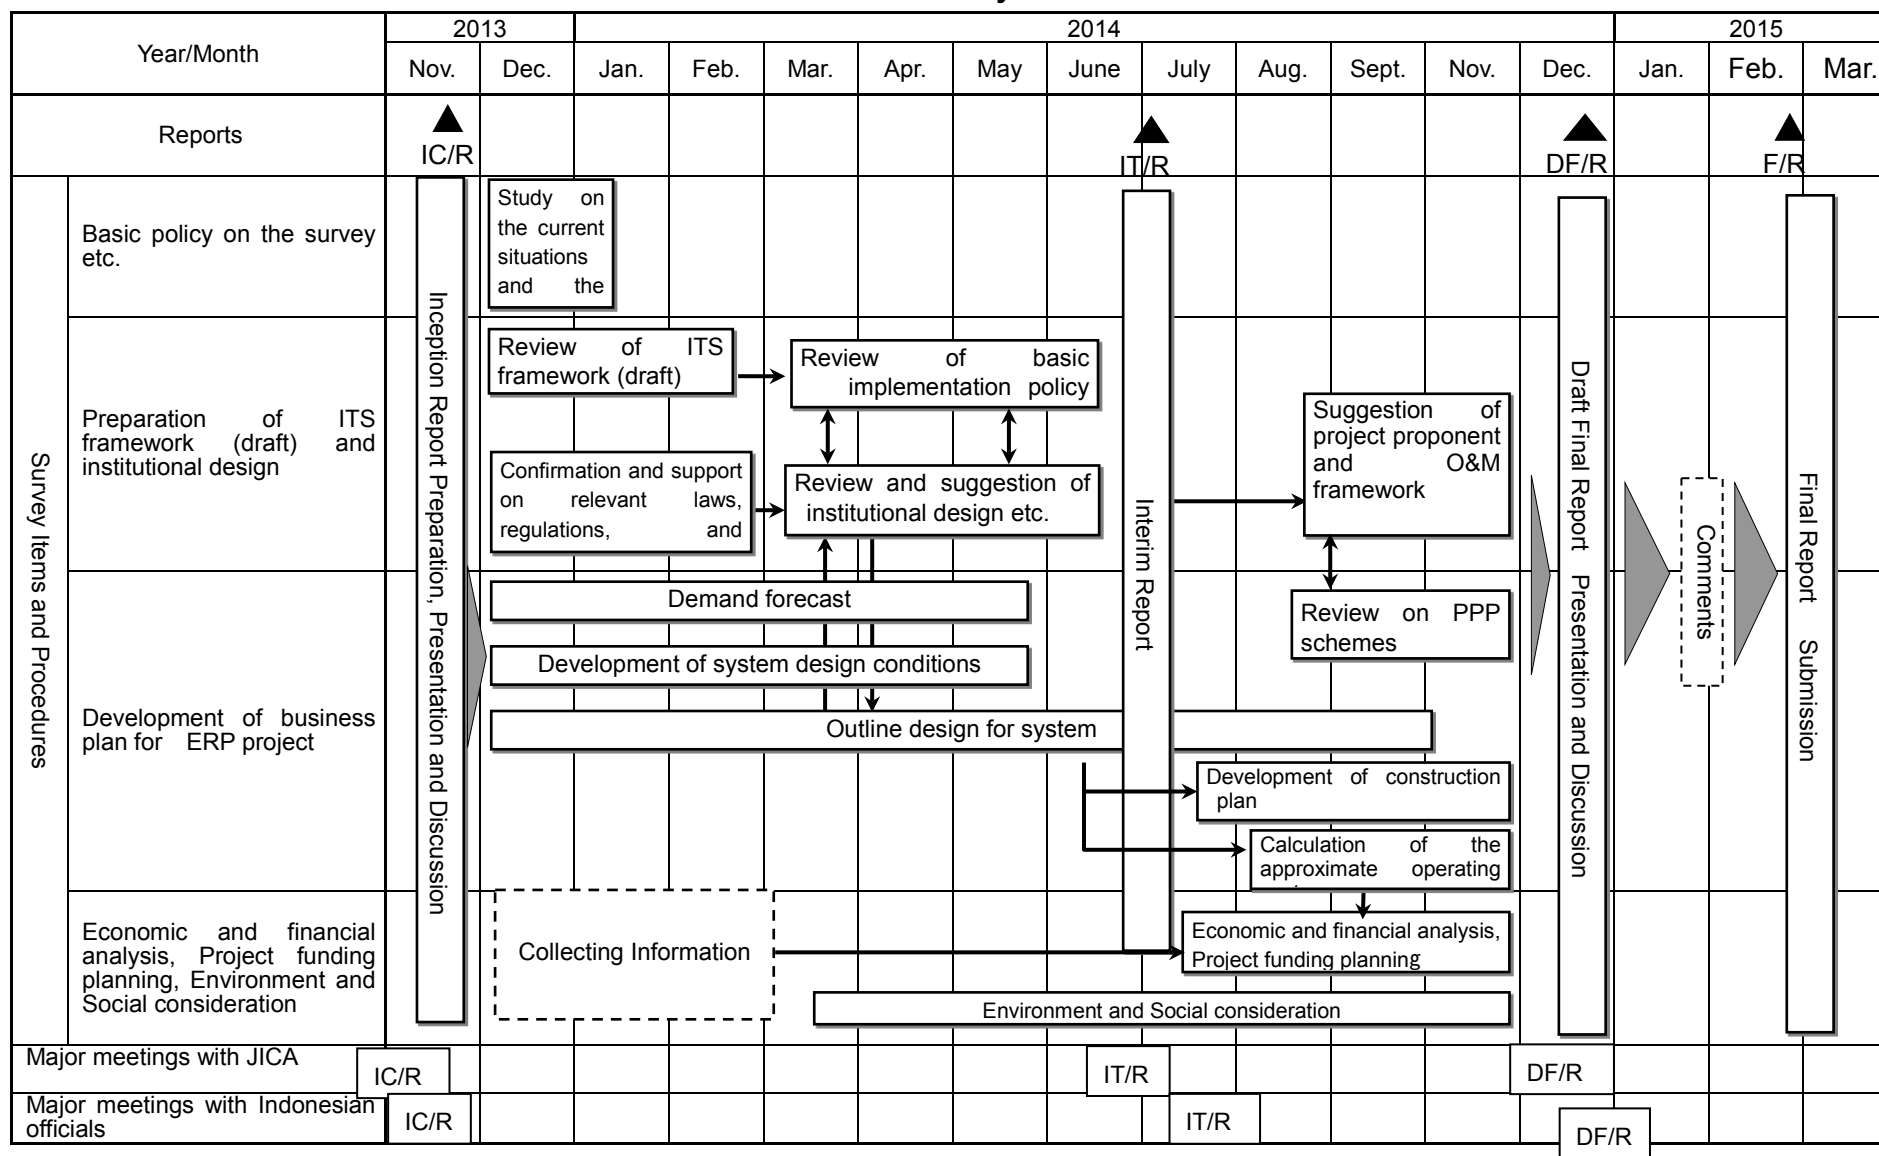 2013
2014
2015
Year/Month
Nov.
Dec.
Jan.
Feb.
Mar.
Apr.
May
June
July
Aug.
Sept.
Nov.
Dec.
Jan.
Feb.
Mar.
Reports
IC/R
IT/R
DF/R
F/R
Survey Items and Procedures
Basic policy on the survey
etc.
Preparation of ITS
framework (draft) and
institutional design
Development of business
plan for ERP project
Economic and financial
analysis, Project funding
planning, Environment and
Social consideration
Inception Report Preparation, Presentation and Discussion
Study on
the current
situations
and the
Review of ITS
framework (draft)
Review of basic
implementation policy
Confirmation and support
on relevant laws,
regulations, and
Review and suggestion of
institutional design etc.
Suggestion of
project proponent
and O&M
framework
Demand forecast
Development of system design conditions
Outline design for system
Review on PPP
schemes
Development of construction
plan
Calculation of the
approximate operating
Collecting Information
Economic and financial analysis,
Project funding planning
Environment and Social consideration
Interim Report
Draft Final Report Presentation and Discussion
Comments
Final Report Submission
Major meetings with JICA
IC/R
IT/R
DF/R
Major meetings with Indonesian
officials
IC/R
IT/R
DF/R